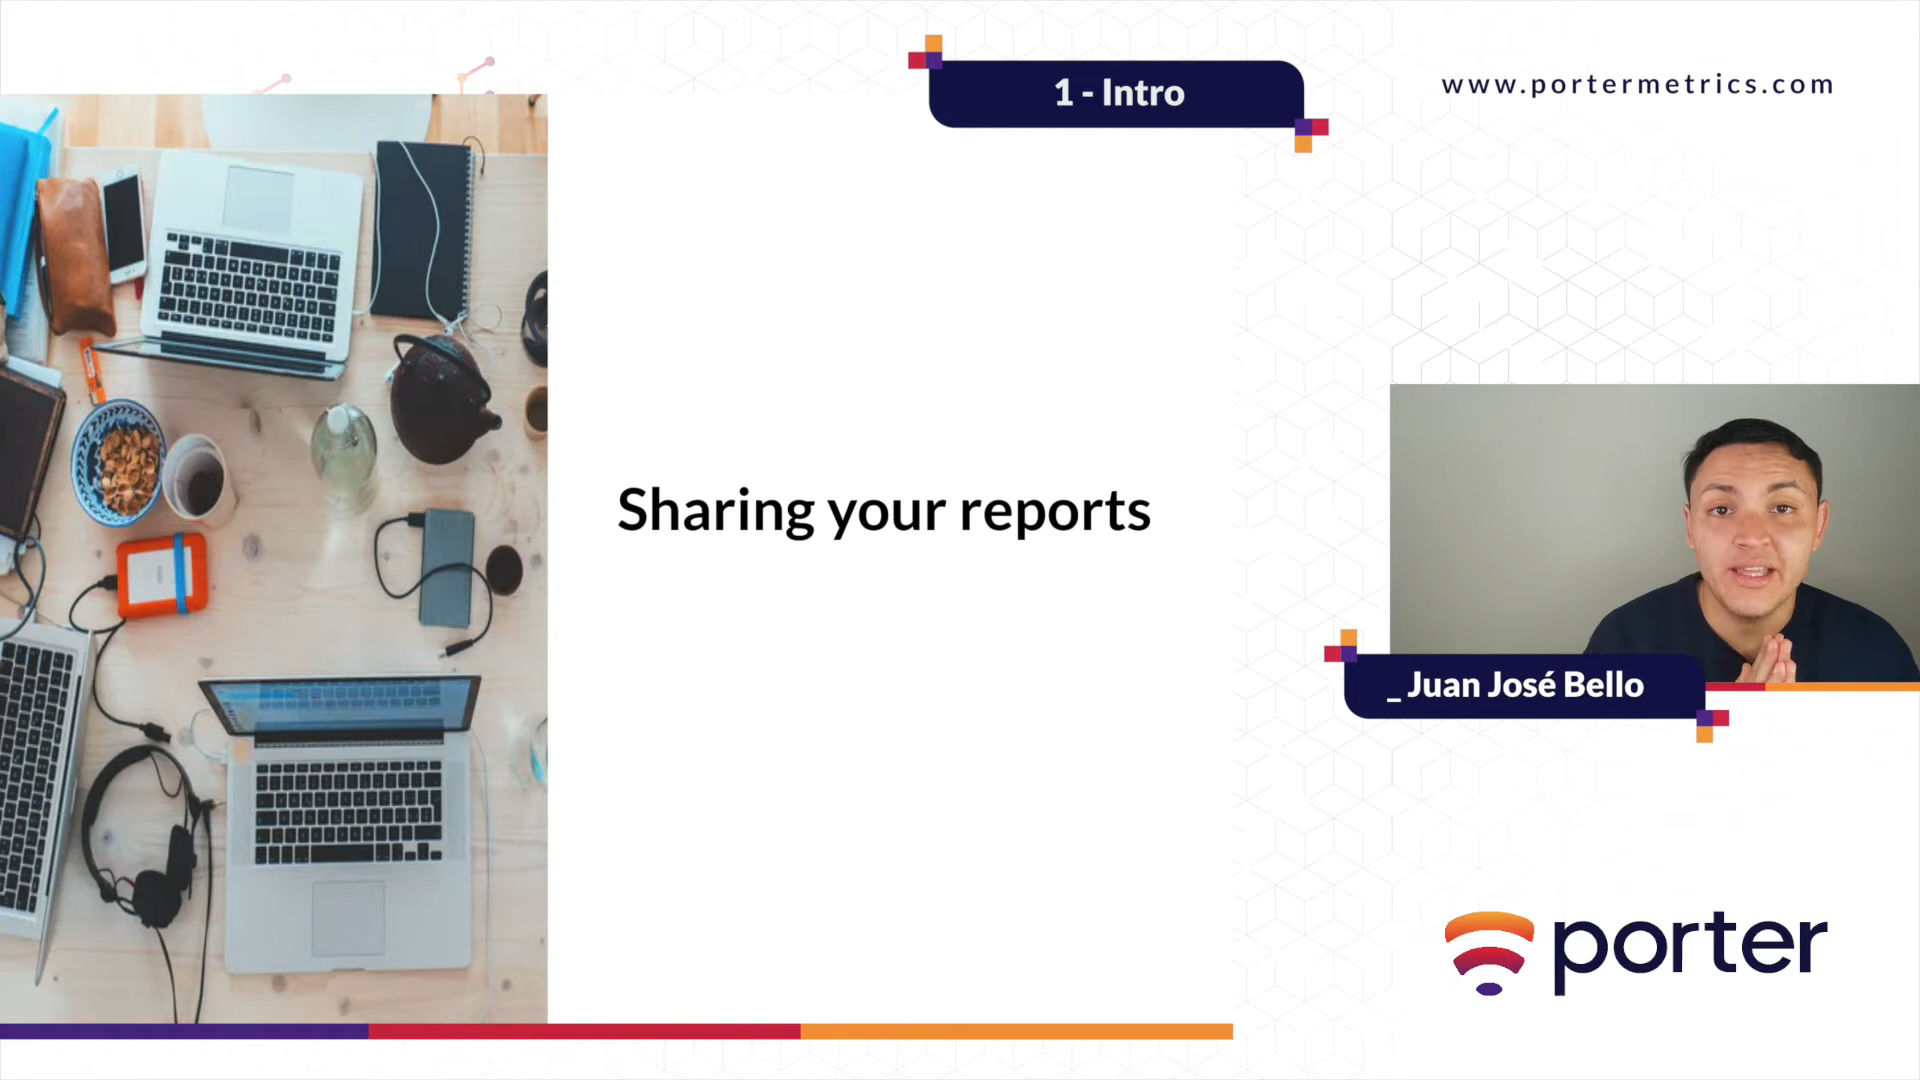 1 - Intro
www.portermetrics.com
Sharing your reports
_ Juan José Bello
porter